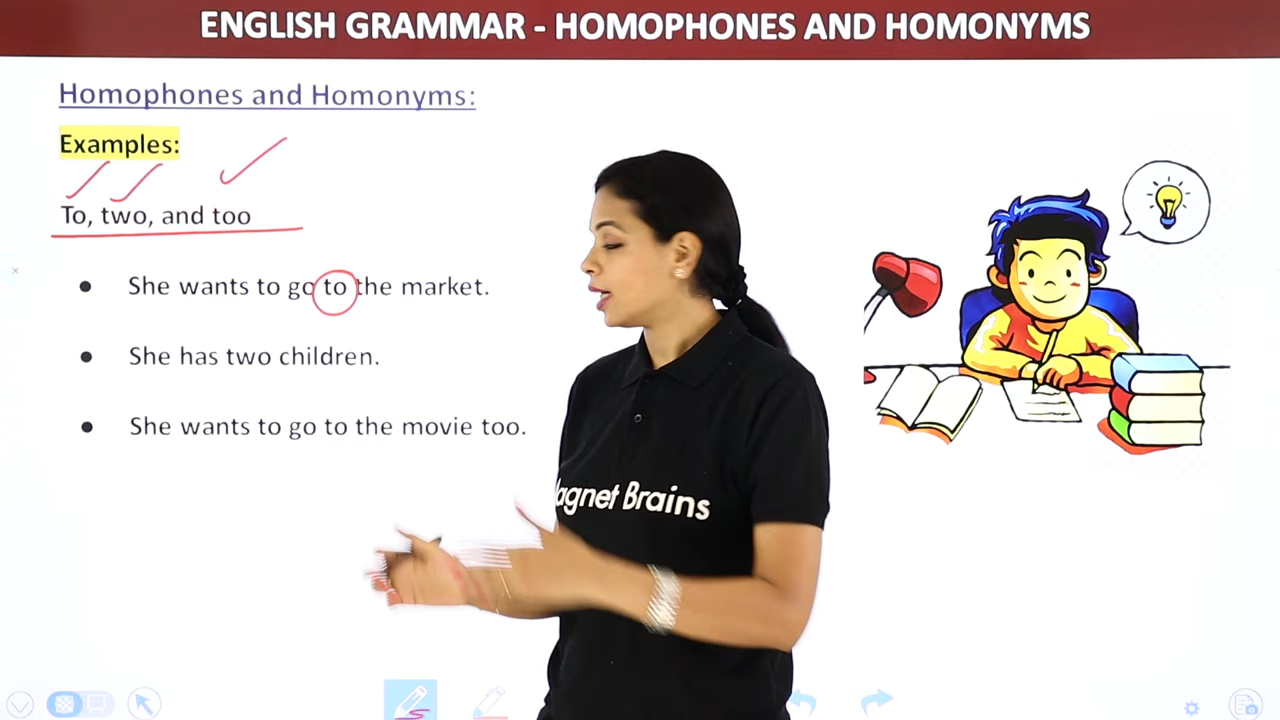 ENGLISH GRAMMAR - HOMOPHONES AND HOMONYMS
Homophones and Homonyms:
Examples:
To, two, and too
● She wants to go to the market.
● She has two children.
● She wants to go to the movie too.
agnet Brains